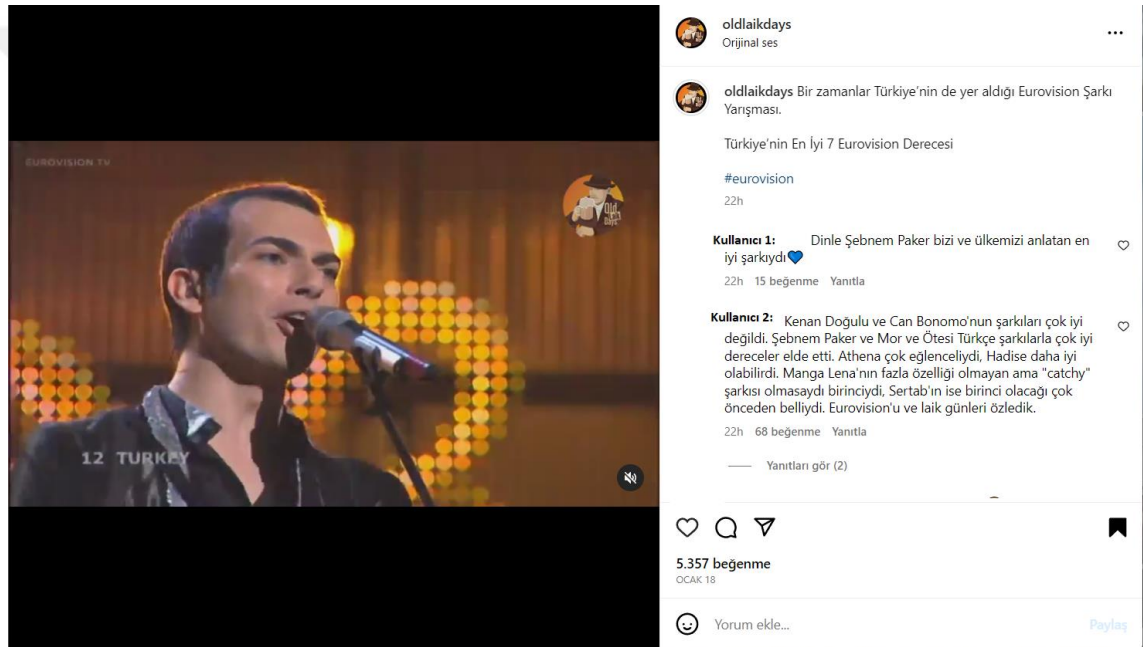 EUROVISION TV
Old
Laik
Days
12 TURKEY
oldlaikdays
Orijinal ses
oldlaikdays Bir zamanlar Türkiye'nin de yer aldığı Eurovision Şarkı
Yarışması.
Türkiye'nin En İyi 7 Eurovision Derecesi
#eurovision
22h
Kullanıcı 1: Dinle Şebnem Paker bizi ve ülkemizi anlatan en
iyi şarkıydı💙
22h 15 beğenme Yanıtla
Kullanıcı 2: Kenan Doğulu ve Can Bonomo'nun şarkıları çok iyi
değildi. Şebnem Paker ve Mor ve Ötesi Türkçe şarkılarla çok iyi
dereceler elde etti. Athena çok eğlenceliydi, Hadise daha iyi
olabilirdi. Manga Lena'nın fazla özelliği olmayan ama "catchy"
şarkısı olmasaydı birinciydi, Sertab'ın ise birinci olacağı çok
önceden belliydi. Eurovision'u ve laik günleri özledik.
22h 68 beğenme Yanıtla
Yanıtları gör (2)
5.357 beğenme
OCAK 18
Yorum ekle...
Paylaş